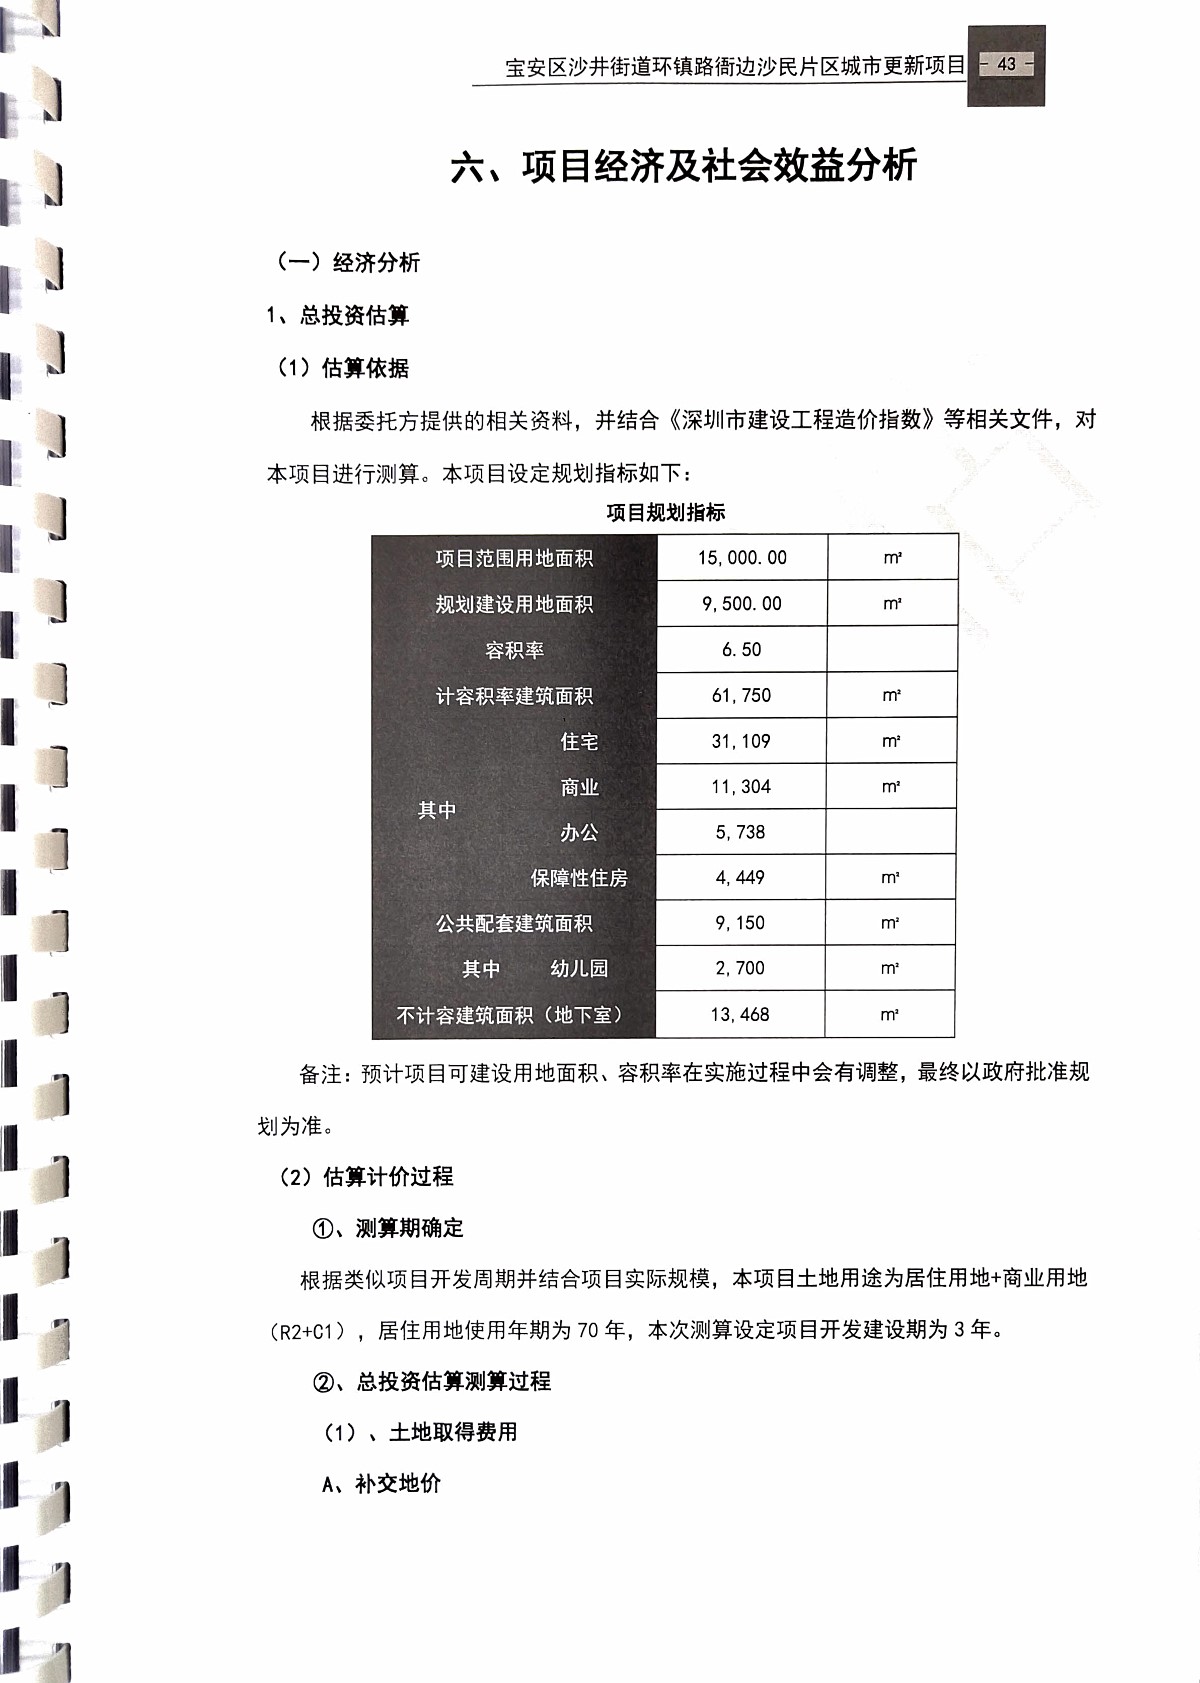 宝安区沙井街道环镇路衙边沙民片区城市更新项目 - 43 -
六、项目经济及社会效益分析
（一）经济分析
1、总投资估算
（1）估算依据
根据委托方提供的相关资料，并结合《深圳市建设工程造价指数》等相关文件，对
本项目进行测算。本项目设定规划指标如下：
项目规划指标
项目范围用地面积 15,000.00 ㎡
规划建设用地面积 9,500.00 ㎡
容积率 6.50
计容积率建筑面积 61,750 ㎡
住宅 31,109 ㎡
商业 11,304 ㎡
其中
办公 5,738
保障性住房 4,449 ㎡
公共配套建筑面积 9,150 ㎡
其中 幼儿园 2,700 ㎡
不计容建筑面积（地下室） 13,468 ㎡
备注：预计项目可建设用地面积、容积率在实施过程中会有调整，最终以政府批准规
划为准。
（2）估算计价过程
①、测算期确定
根据类似项目开发周期并结合项目实际规模，本项目土地用途为居住用地+商业用地
（R2+C1），居住用地使用年期为 70 年，本次测算设定项目开发建设期为 3 年。
②、总投资估算测算过程
（1）、土地取得费用
A、补交地价